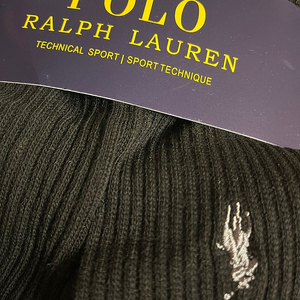 POLO
RALPH LAUREN
TECHNICAL SPORT | SPORT TECHNIQUE